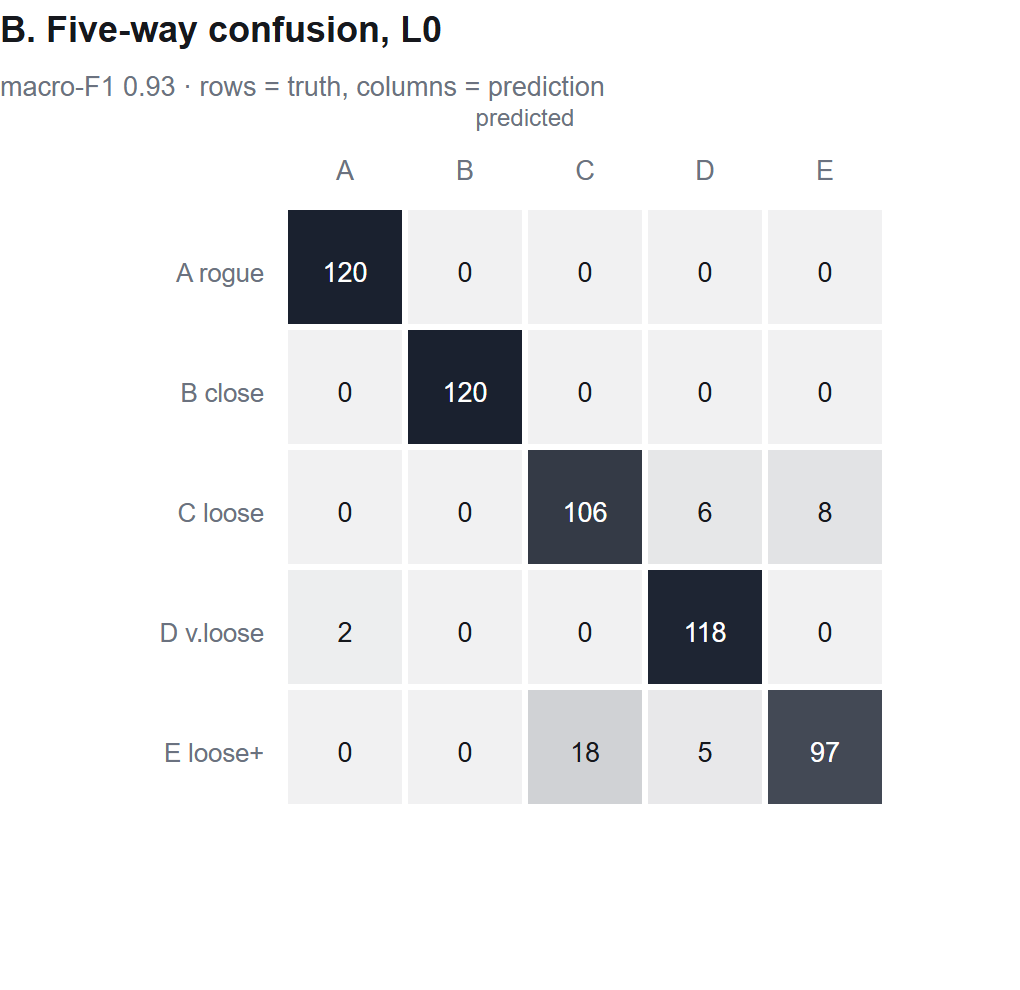 B. Five-way confusion, L0
macro-F1 0.93 · rows = truth, columns = prediction
predicted
A B C D E
A rogue 120 0 0 0 0
B close 0 120 0 0 0
C loose 0 0 106 6 8
D v.loose 2 0 0 118 0
E loose+ 0 0 18 5 97